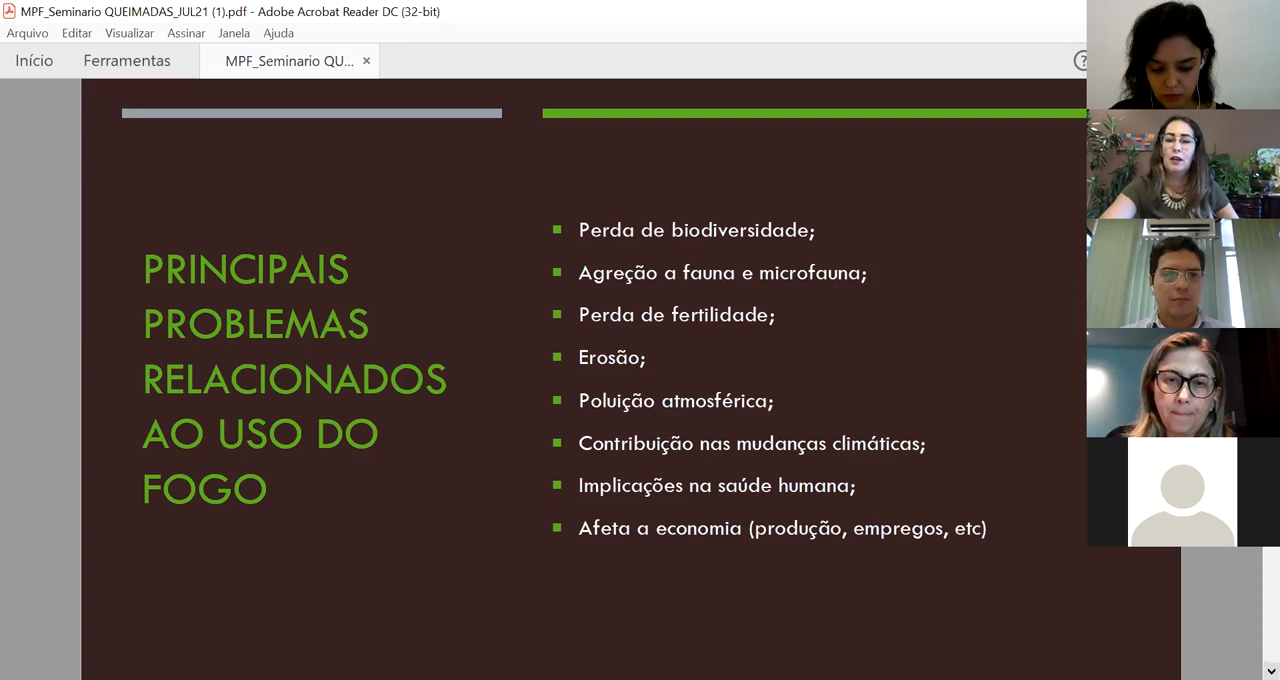 MPF_Seminario QUEIMADAS_JUL21 (1).pdf - Adobe Acrobat Reader DC (32-bit)
Arquivo Editar Visualizar Assinar Janela Ajuda
Início Ferramentas MPF_Seminario QU... × ?
PRINCIPAIS
PROBLEMAS
RELACIONADOS
AO USO DO
FOGO
Perda de biodiversidade;
Agreção a fauna e microfauna;
Perda de fertilidade;
Erosão;
Poluição atmosférica;
Contribuição nas mudanças climáticas;
Implicações na saúde humana;
Afeta a economia (produção, empregos, etc)